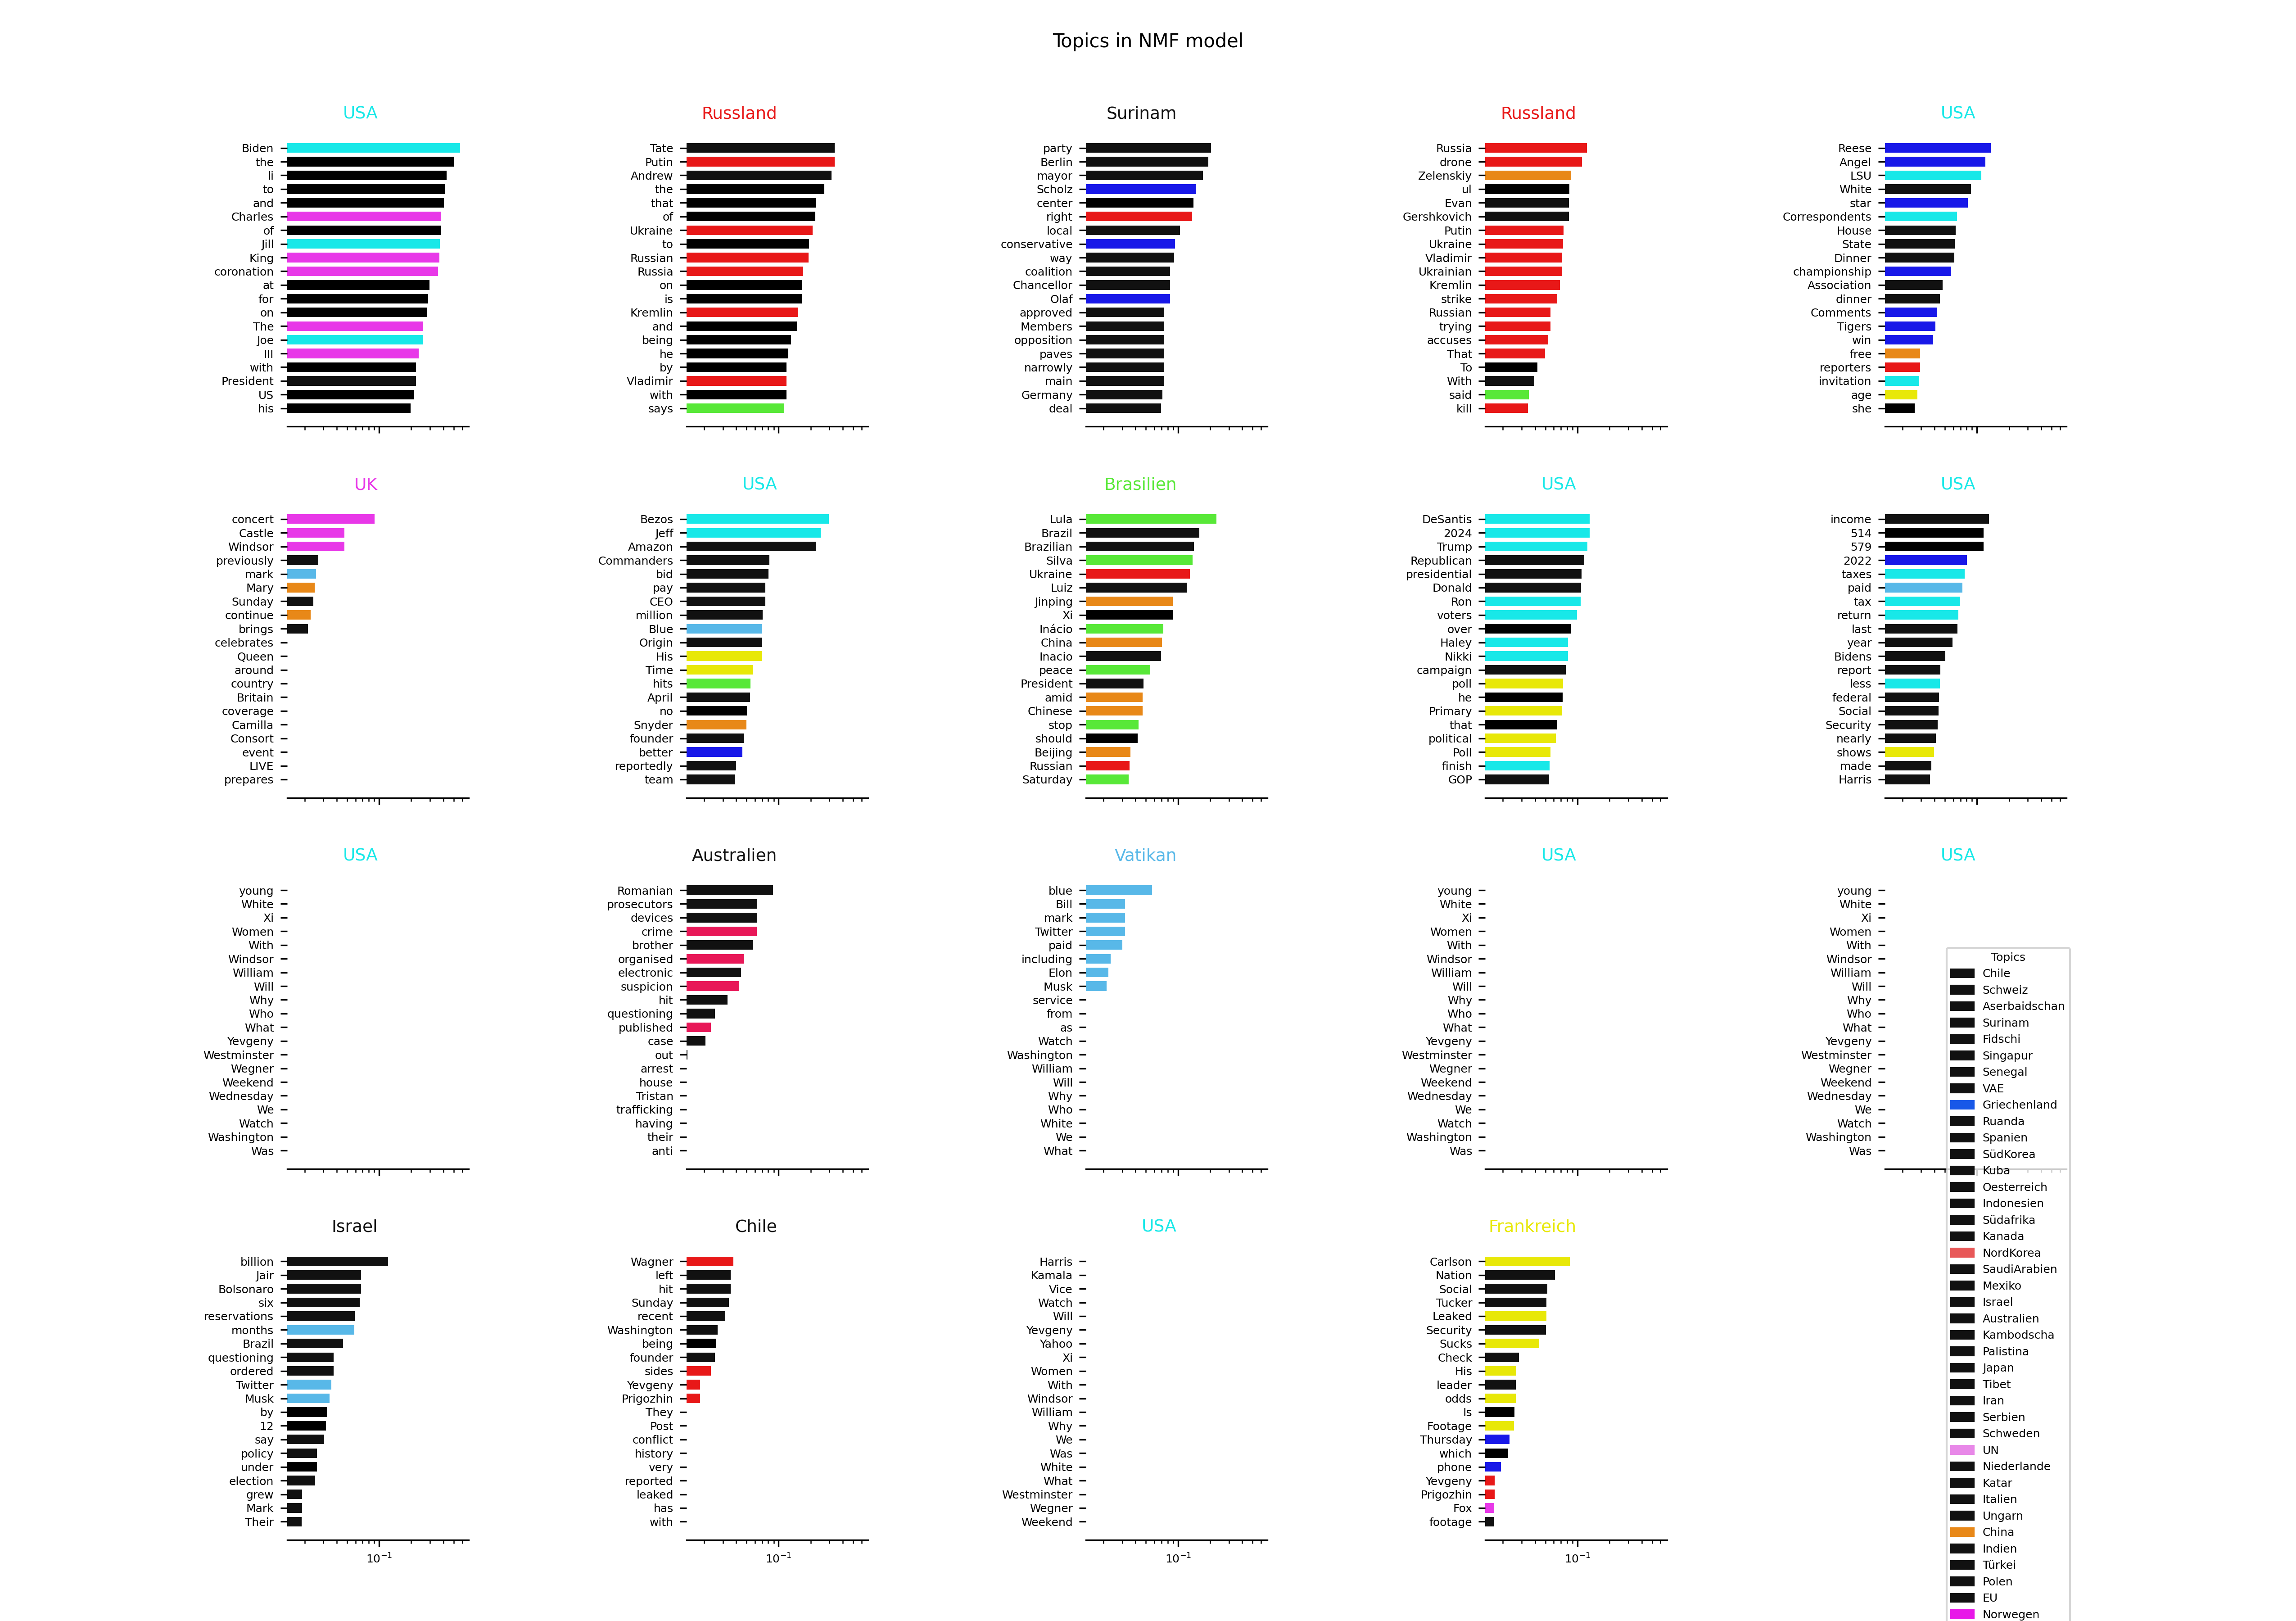 Topics in NMF model
USA
Biden
the
li
to
and
Charles
of
Jill
King
coronation
at
for
on
The
Joe
III
with
President
US
his
Russland
Tate
Putin
Andrew
the
that
of
Ukraine
to
Russian
Russia
on
is
Kremlin
and
being
he
by
Vladimir
with
says
Surinam
party
Berlin
mayor
Scholz
center
right
local
conservative
way
coalition
Chancellor
Olaf
approved
Members
opposition
paves
narrowly
main
Germany
deal
Russland
Russia
drone
Zelenskiy
ul
Evan
Gershkovich
Putin
Ukraine
Vladimir
Ukrainian
Kremlin
strike
Russian
trying
accuses
That
To
With
said
kill
USA
Reese
Angel
LSU
White
star
Correspondents
House
State
Dinner
championship
Association
dinner
Comments
Tigers
win
free
reporters
invitation
age
she
UK
concert
Castle
Windsor
previously
mark
Mary
Sunday
continue
brings
celebrates
Queen
around
country
Britain
coverage
Camilla
Consort
event
LIVE
prepares
USA
Bezos
Jeff
Amazon
Commanders
bid
pay
CEO
million
Blue
Origin
His
Time
hits
April
no
Snyder
founder
better
reportedly
team
Brasilien
Lula
Brazil
Brazilian
Silva
Ukraine
Luiz
Jinping
Xi
Inácio
China
Inacio
peace
President
amid
Chinese
stop
should
Beijing
Russian
Saturday
USA
DeSantis
2024
Trump
Republican
presidential
Donald
Ron
voters
over
Haley
Nikki
campaign
poll
he
Primary
that
political
Poll
finish
GOP
USA
income
514
579
2022
taxes
paid
tax
return
last
year
Bidens
report
less
federal
Social
Security
nearly
shows
made
Harris
USA
young
White
Xi
Women
With
Windsor
William
Will
Why
Who
What
Yevgeny
Westminster
Wegner
Weekend
Wednesday
We
Watch
Washington
Was
Australien
Romanian
prosecutors
devices
crime
brother
organised
electronic
suspicion
hit
questioning
published
case
out
arrest
house
Tristan
trafficking
having
their
anti
Vatikan
blue
Bill
mark
Twitter
paid
including
Elon
Musk
service
from
as
Watch
Washington
William
Will
Why
Who
White
We
What
USA
young
White
Xi
Women
With
Windsor
William
Will
Why
Who
What
Yevgeny
Westminster
Wegner
Weekend
Wednesday
We
Watch
Washington
Was
USA
young
White
Xi
Women
With
Windsor
William
Will
Why
Who
What
Yevgeny
Westminster
Wegner
Weekend
Wednesday
We
Watch
Washington
Was
Israel
billion
Jair
Bolsonaro
six
reservations
months
Brazil
questioning
ordered
Twitter
Musk
by
12
say
policy
under
election
grew
Mark
Their
10⁻¹
Chile
Wagner
left
hit
Sunday
recent
Washington
being
founder
sides
Yevgeny
Prigozhin
They
Post
conflict
history
very
reported
leaked
has
with
10⁻¹
USA
Harris
Kamala
Vice
Watch
Will
Yevgeny
Yahoo
Xi
Women
With
Windsor
William
Why
We
Was
White
What
Westminster
Wegner
Weekend
10⁻¹
Frankreich
Carlson
Nation
Social
Tucker
Leaked
Security
Sucks
Check
His
leader
odds
Is
Footage
Thursday
which
phone
Yevgeny
Prigozhin
Fox
footage
10⁻¹
Topics
Chile
Schweiz
Aserbaidschan
Surinam
Fidschi
Singapur
Senegal
VAE
Griechenland
Ruanda
Spanien
SüdKorea
Kuba
Oesterreich
Indonesien
Südafrika
Kanada
NordKorea
SaudiArabien
Mexiko
Israel
Australien
Kambodscha
Palistina
Japan
Tibet
Iran
Serbien
Schweden
UN
Niederlande
Katar
Italien
Ungarn
China
Indien
Türkei
Polen
EU
Norwegen